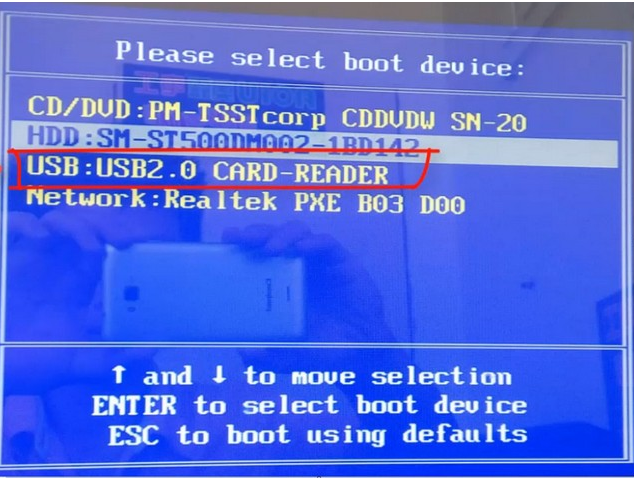 Please select boot device:
CD/DVD:PM-TSSTcorp CDDVDW SN-20
HDD:SM-ST500DM002-1BD142
USB:USB2.0 CARD-READER
Network:Realtek PXE B03 D00
↑ and ↓ to move selection
ENTER to select boot device
ESC to boot using defaults